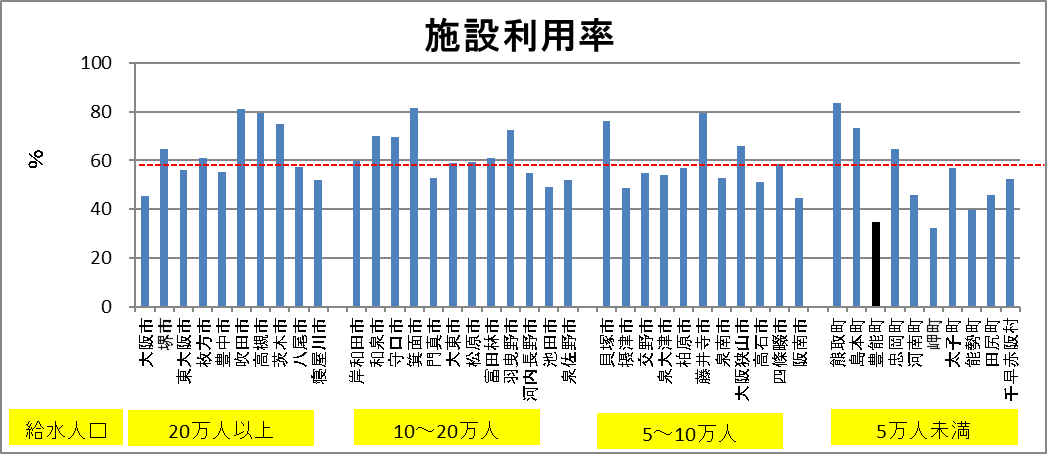 施設利用率
%
100
80
60
40
20
0
大阪市
堺市
東大阪市
枚方市
豊中市
吹田市
高槻市
茨木市
八尾市
寝屋川市
岸和田市
和泉市
守口市
箕面市
門真市
大東市
松原市
富田林市
羽曳野市
河内長野市
池田市
泉佐野市
貝塚市
摂津市
交野市
泉大津市
柏原市
藤井寺市
泉南市
大阪狭山市
高石市
四條畷市
阪南市
熊取町
島本町
豊能町
忠岡町
河南町
岬町
太子町
能勢町
田尻町
千早赤阪村
給水人口
20万人以上
10～20万人
5～10万人
5万人未満